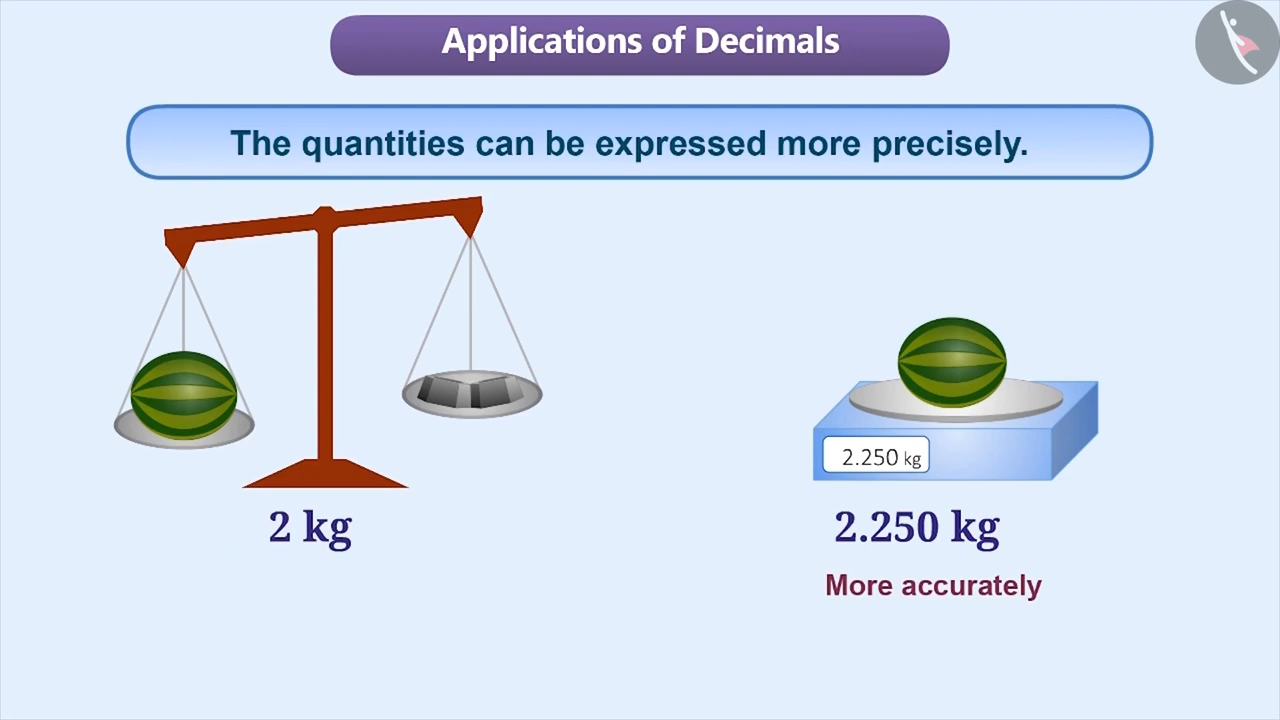 Applications of Decimals
The quantities can be expressed more precisely.
2.250 kg
2 kg
2.250 kg
More accurately